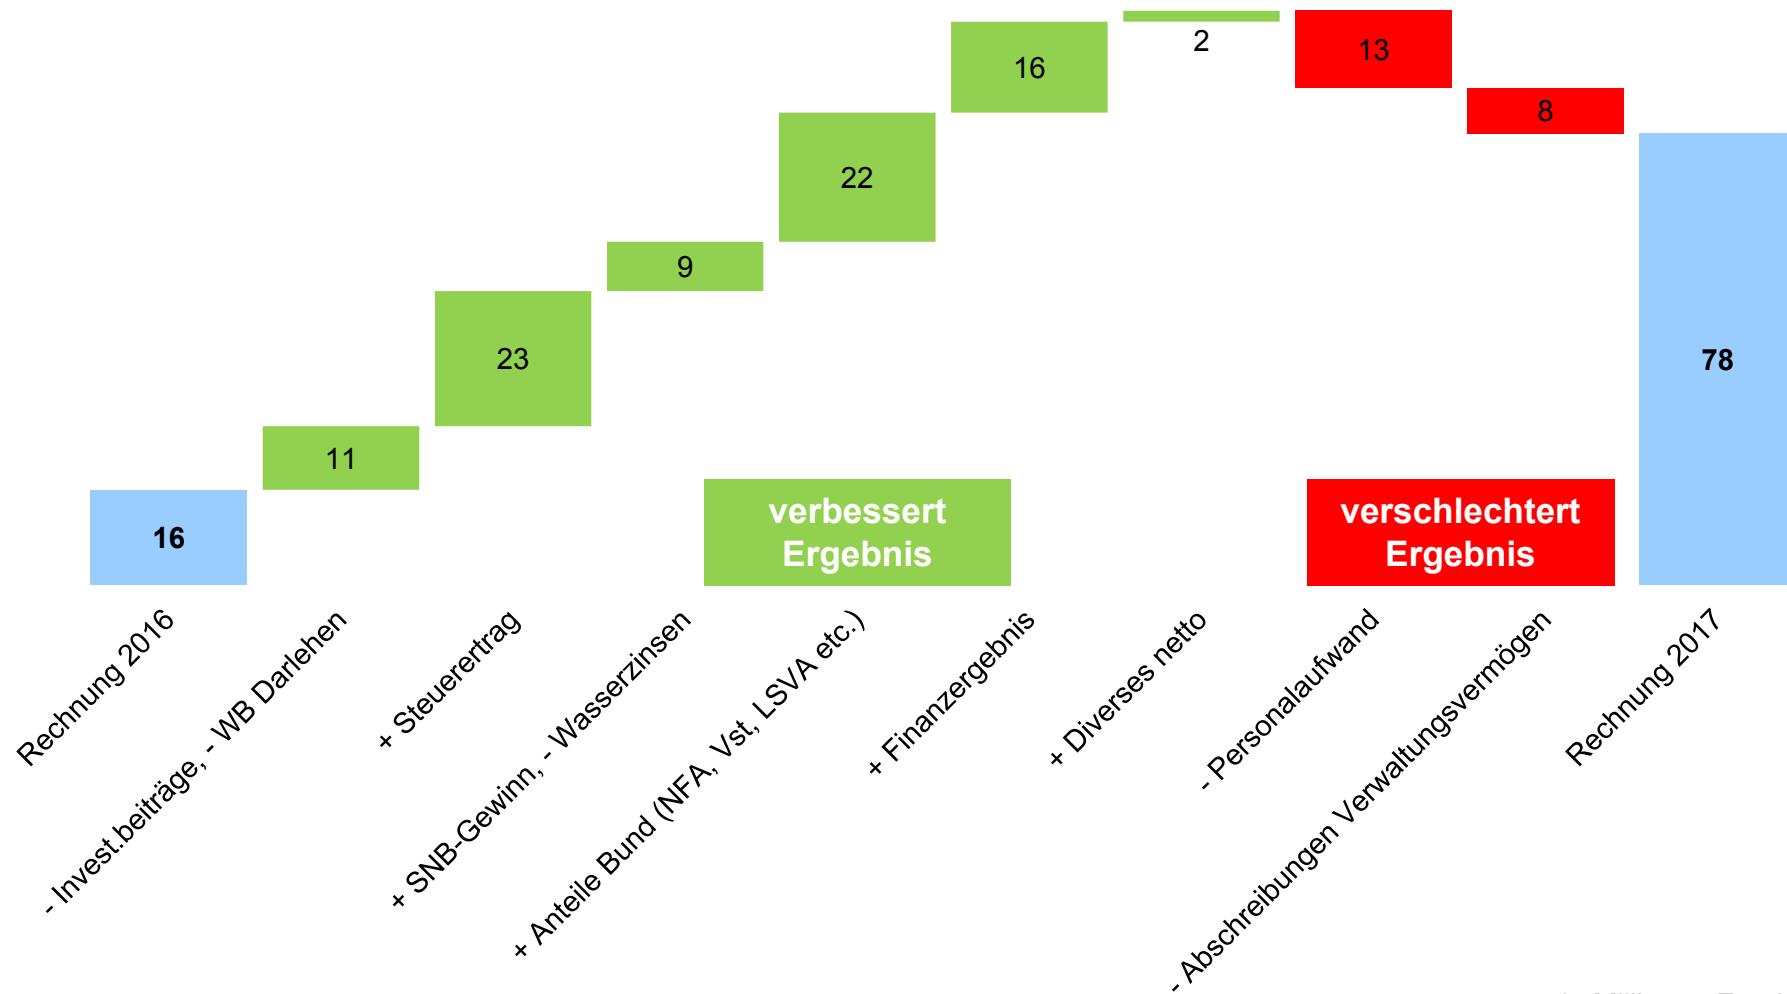 2
16
13
8
22
9
23
78
11
verbessert
Ergebnis
verschlechtert
Ergebnis
16
Rechnung 2016
- Invest.beiträge, - WB Darlehen
+ Steuerertrag
+ SNB-Gewinn, - Wasserzinsen
+ Anteile Bund (NFA, Vst, LSVA etc.)
+ Finanzergebnis
+ Diverses netto
- Personalaufwand
- Abschreibungen Verwaltungsvermögen
Rechnung 2017